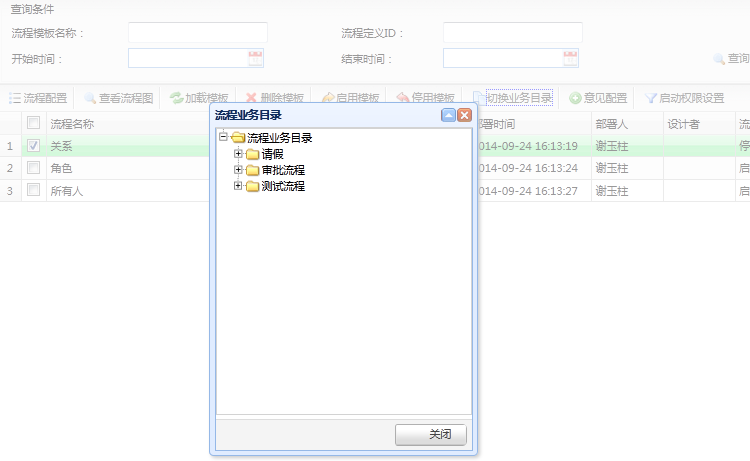 查询条件
流程模板名称： 流程定义ID：
开始时间： 结束时间： 查询
流程配置 查看流程图 加载模板 删除模板 启用模板 停用模板 切换业务目录 意见配置 启动权限设置
流程业务目录
流程名称 部署时间 部署人 设计者 流
流程业务目录
1 关系 014-09-24 16:13:19 谢玉柱 停
请假
2 角色 014-09-24 16:13:24 谢玉柱 启
审批流程
3 所有人 014-09-24 16:13:27 谢玉柱 启
测试流程
关闭